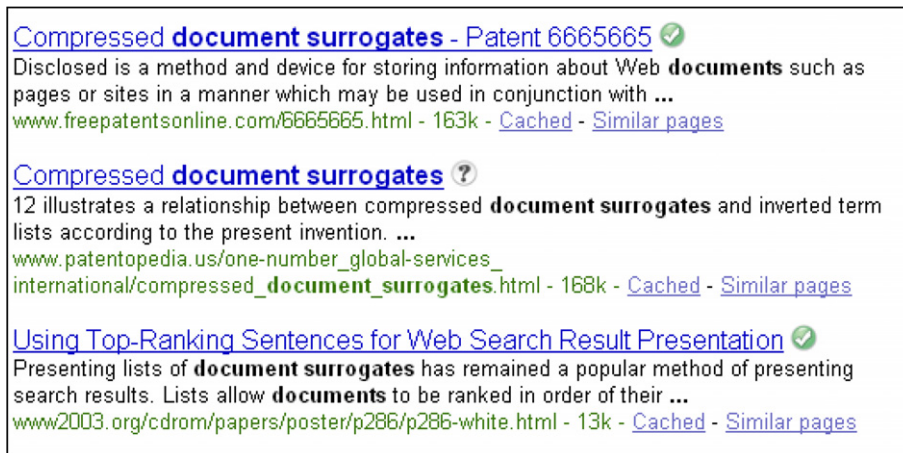 Compressed document surrogates - Patent 6665665
Disclosed is a method and device for storing information about Web documents such as
pages or sites in a manner which may be used in conjunction with ...
www.freepatentsonline.com/6665665.html - 163k - Cached - Similar pages
Compressed document surrogates ?
12 illustrates a relationship between compressed document surrogates and inverted term
lists according to the present invention. ...
www.patentopedia.us/one-number_global-services_
international/compressed_document_surrogates.html - 168k - Cached - Similar pages
Using Top-Ranking Sentences for Web Search Result Presentation
Presenting lists of document surrogates has remained a popular method of presenting
search results. Lists allow documents to be ranked in order of their ...
www2003.org/cdrom/papers/poster/p286/p286-white.html - 13k - Cached - Similar pages